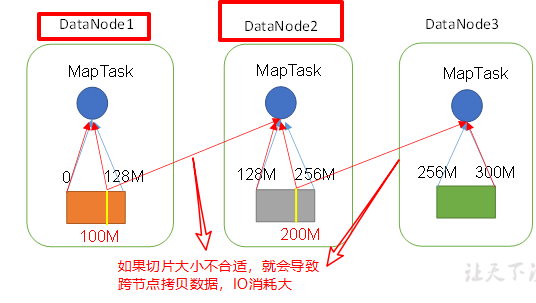 DataNode1
DataNode2
DataNode3
MapTask
MapTask
MapTask
0
128M
128M
256M
256M
300M
100M
200M
如果切片大小不合适，就会导致
跨节点拷贝数据，IO消耗大
让天下